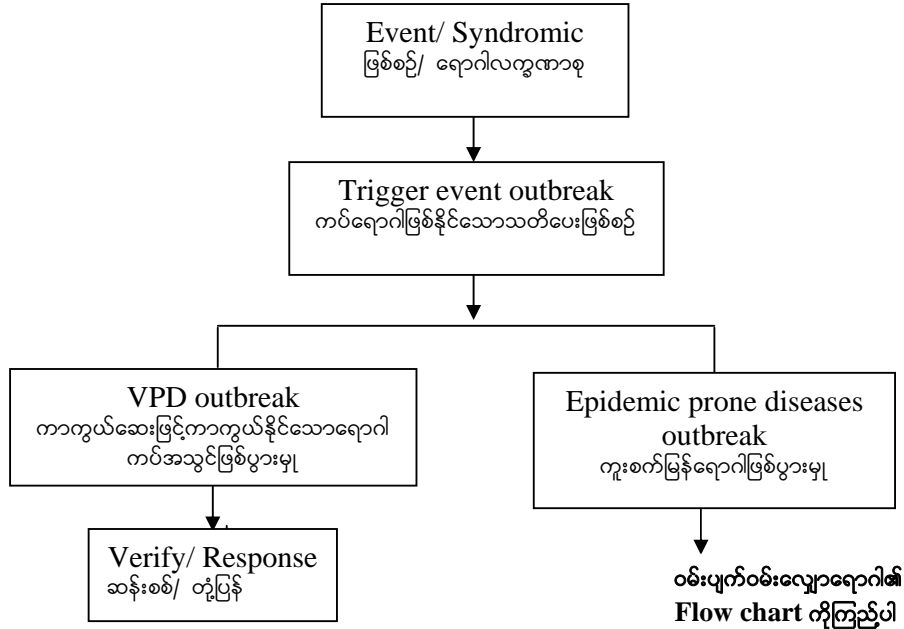 Event/ Syndromic
ဖြစ်စဉ်/ ရောဂါလက္ခဏာစု
Trigger event outbreak
ကပ်ရောဂါဖြစ်နိုင်သောသတိပေးဖြစ်စဉ်
VPD outbreak
ကာကွယ်ဆေးဖြင့်ကာကွယ်နိုင်သောရောဂါ
ကပ်အသွင်ဖြစ်ပွားမှု
Epidemic prone diseases
outbreak
ကူးစက်မြန်ရောဂါဖြစ်ပွားမှု
Verify/ Response
ဆန်းစစ်/ တုံ့ပြန်
ဝမ်းပျက်ဝမ်းလျှောရောဂါ၏
Flow chart ကိုကြည့်ပါ